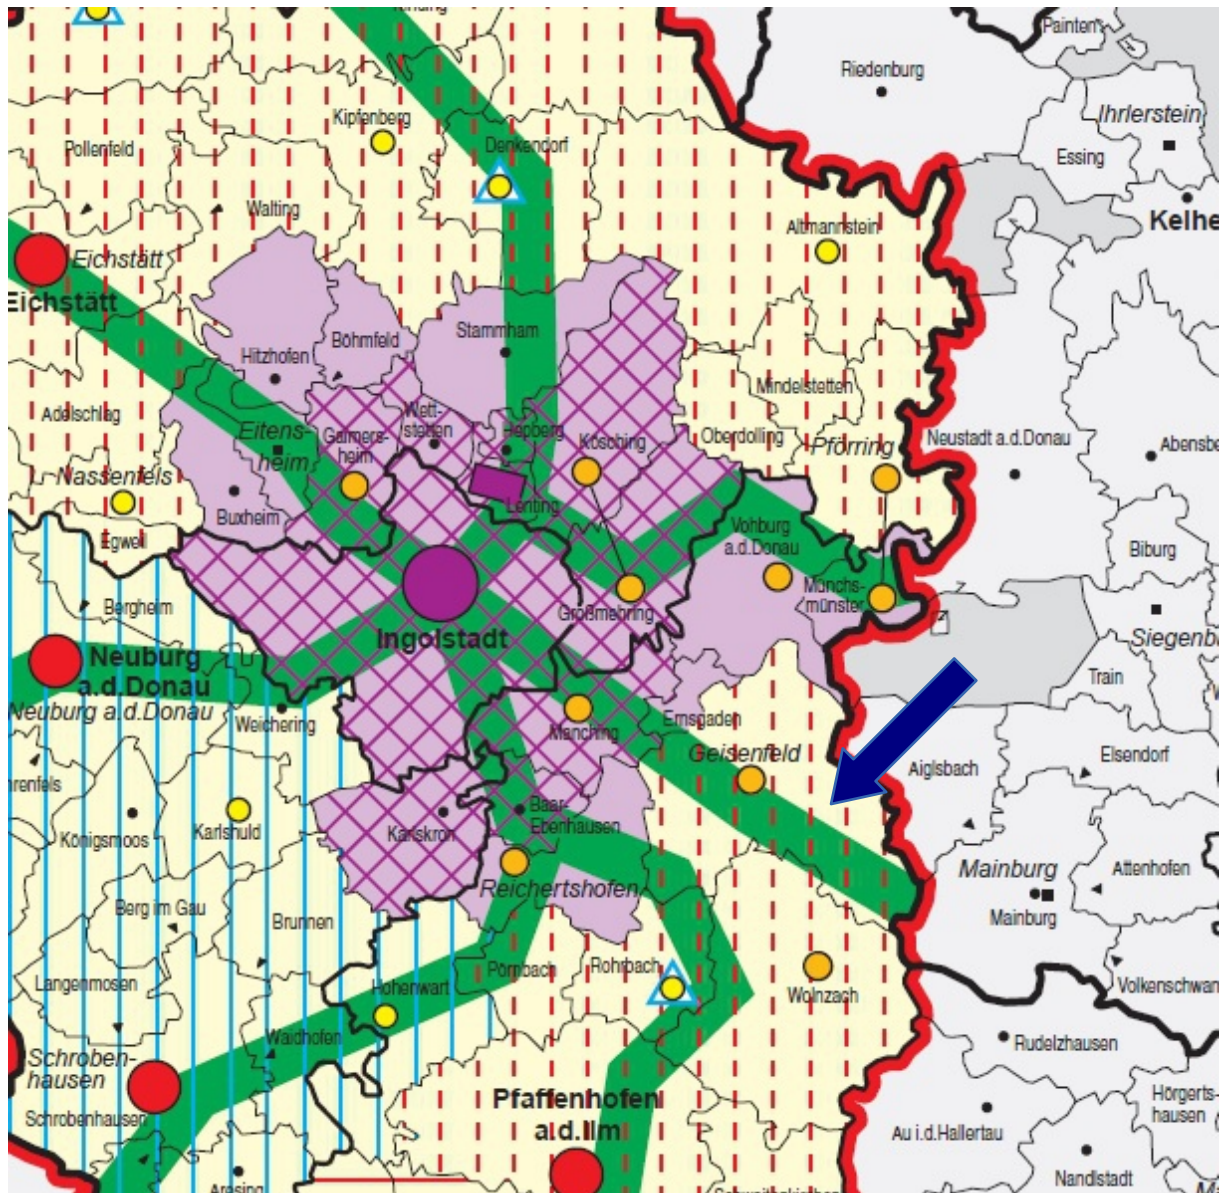 Painten
Riedenburg
Ihrlerstein
Kipfenberg
Denkendorf
Pollenfeld
Essing
Walting
Altmannstein
Eichstätt
Eichstätt
Stammham
Böhmfeld
Hitzhofen
Mindelstetten
Adelschlag
Wett-
stetten
Eitens-
heim
Gaimers-
heim
Hepberg
Kösching
Oberdolling
Pförring
Neustadt a.d.Donau
Nassenfels
Buxheim
Lenting
Vohburg
a.d.Donau
Egweil
Biburg
Bergheim
Großmehring
Münchs-
münster
Ingolstadt
Neuburg
a.d.Donau
Neuburg a.d.Donau
Train
Weichering
Manching
Ernsgaden
Geisenfeld
Elsendorf
Aiglsbach
Königsmoos
Karlshuld
Karlskron
Baar-
Ebenhausen
Mainburg
Mainburg
Attenhofen
Reichertshofen
Berg im Gau
Brunnen
Langenmosen
Hohenwart
Pörnbach
Rohrbach
Wolnzach
Waidhofen
Rudelzhausen
Schroben-
hausen
Schrobenhausen
Pfaffenhofen
a.d.Ilm
Hörgerts-
hausen
Au i.d.Hallertau
Nandlstadt